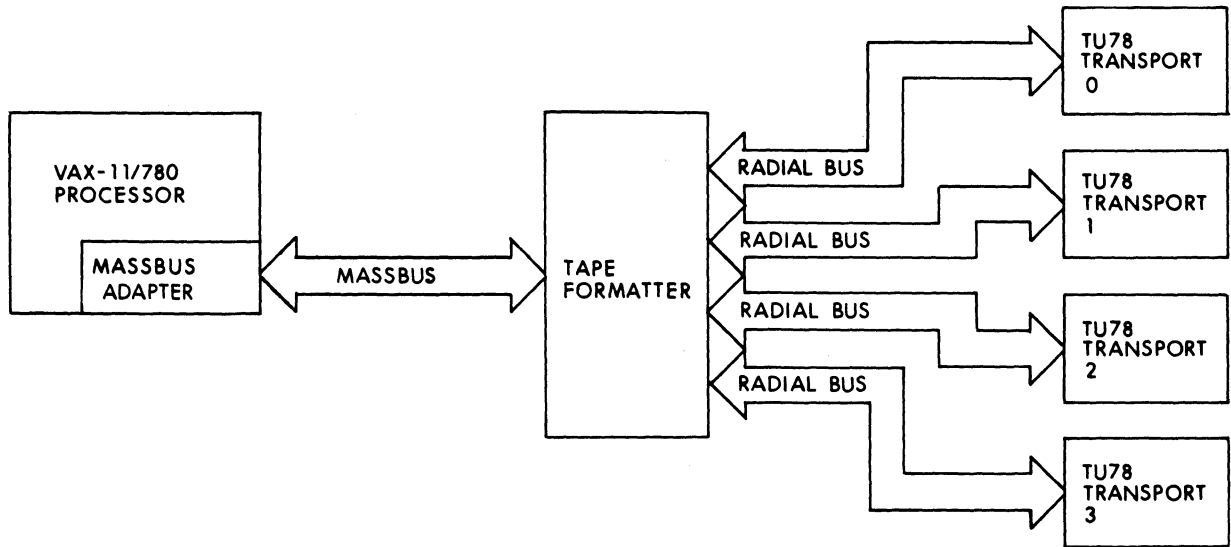 VAX-11/780
PROCESSOR
MASSBUS
ADAPTER
MASSBUS
TAPE
FORMATTER
RADIAL BUS
RADIAL BUS
RADIAL BUS
RADIAL BUS
TU78
TRANSPORT
0
TU78
TRANSPORT
1
TU78
TRANSPORT
2
TU78
TRANSPORT
3